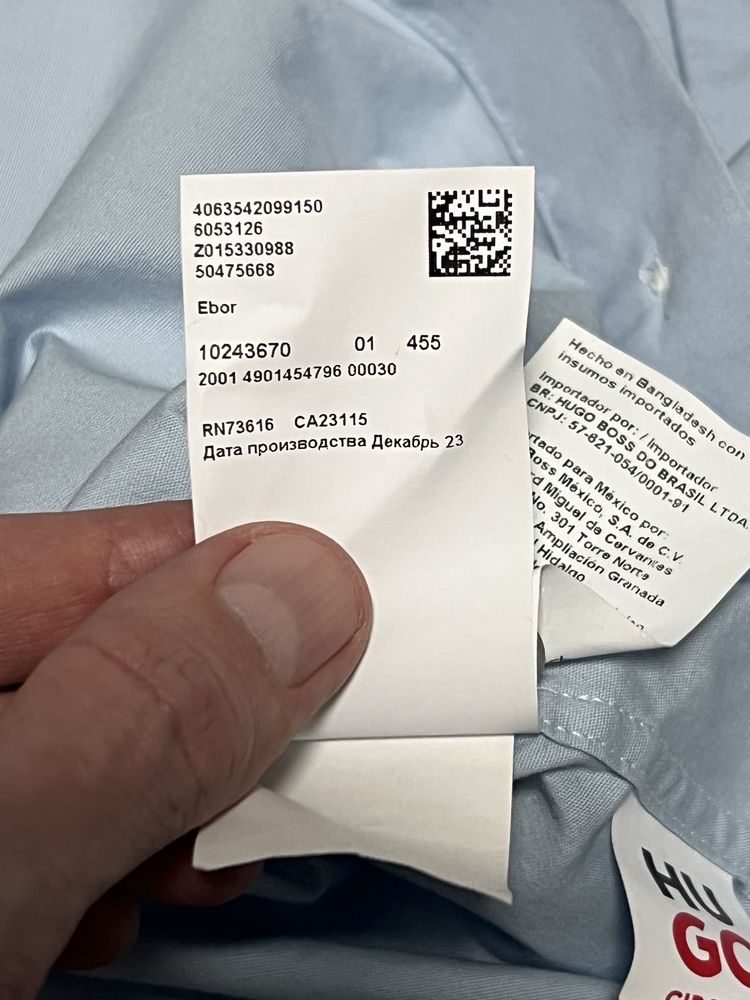 4063542099150
6053126
Z015330988
50475668
Ebor
10243670 01 455
2001 4901454796 00030
RN73616 CA23115
Дата производства Декабрь 23
Hecho en Bangladesh con
insumos importados
Importador por: / Importador
BR: HUGO BOSS DO BRASIL LTDA.
CNPJ: 57-621-054/0001-91
para México por:
Boss México, S.A. de C.V.
Miguel de Cervantes
No. 301 Torre Norte
Ampliación Granada
Hidalgo
HU
GO